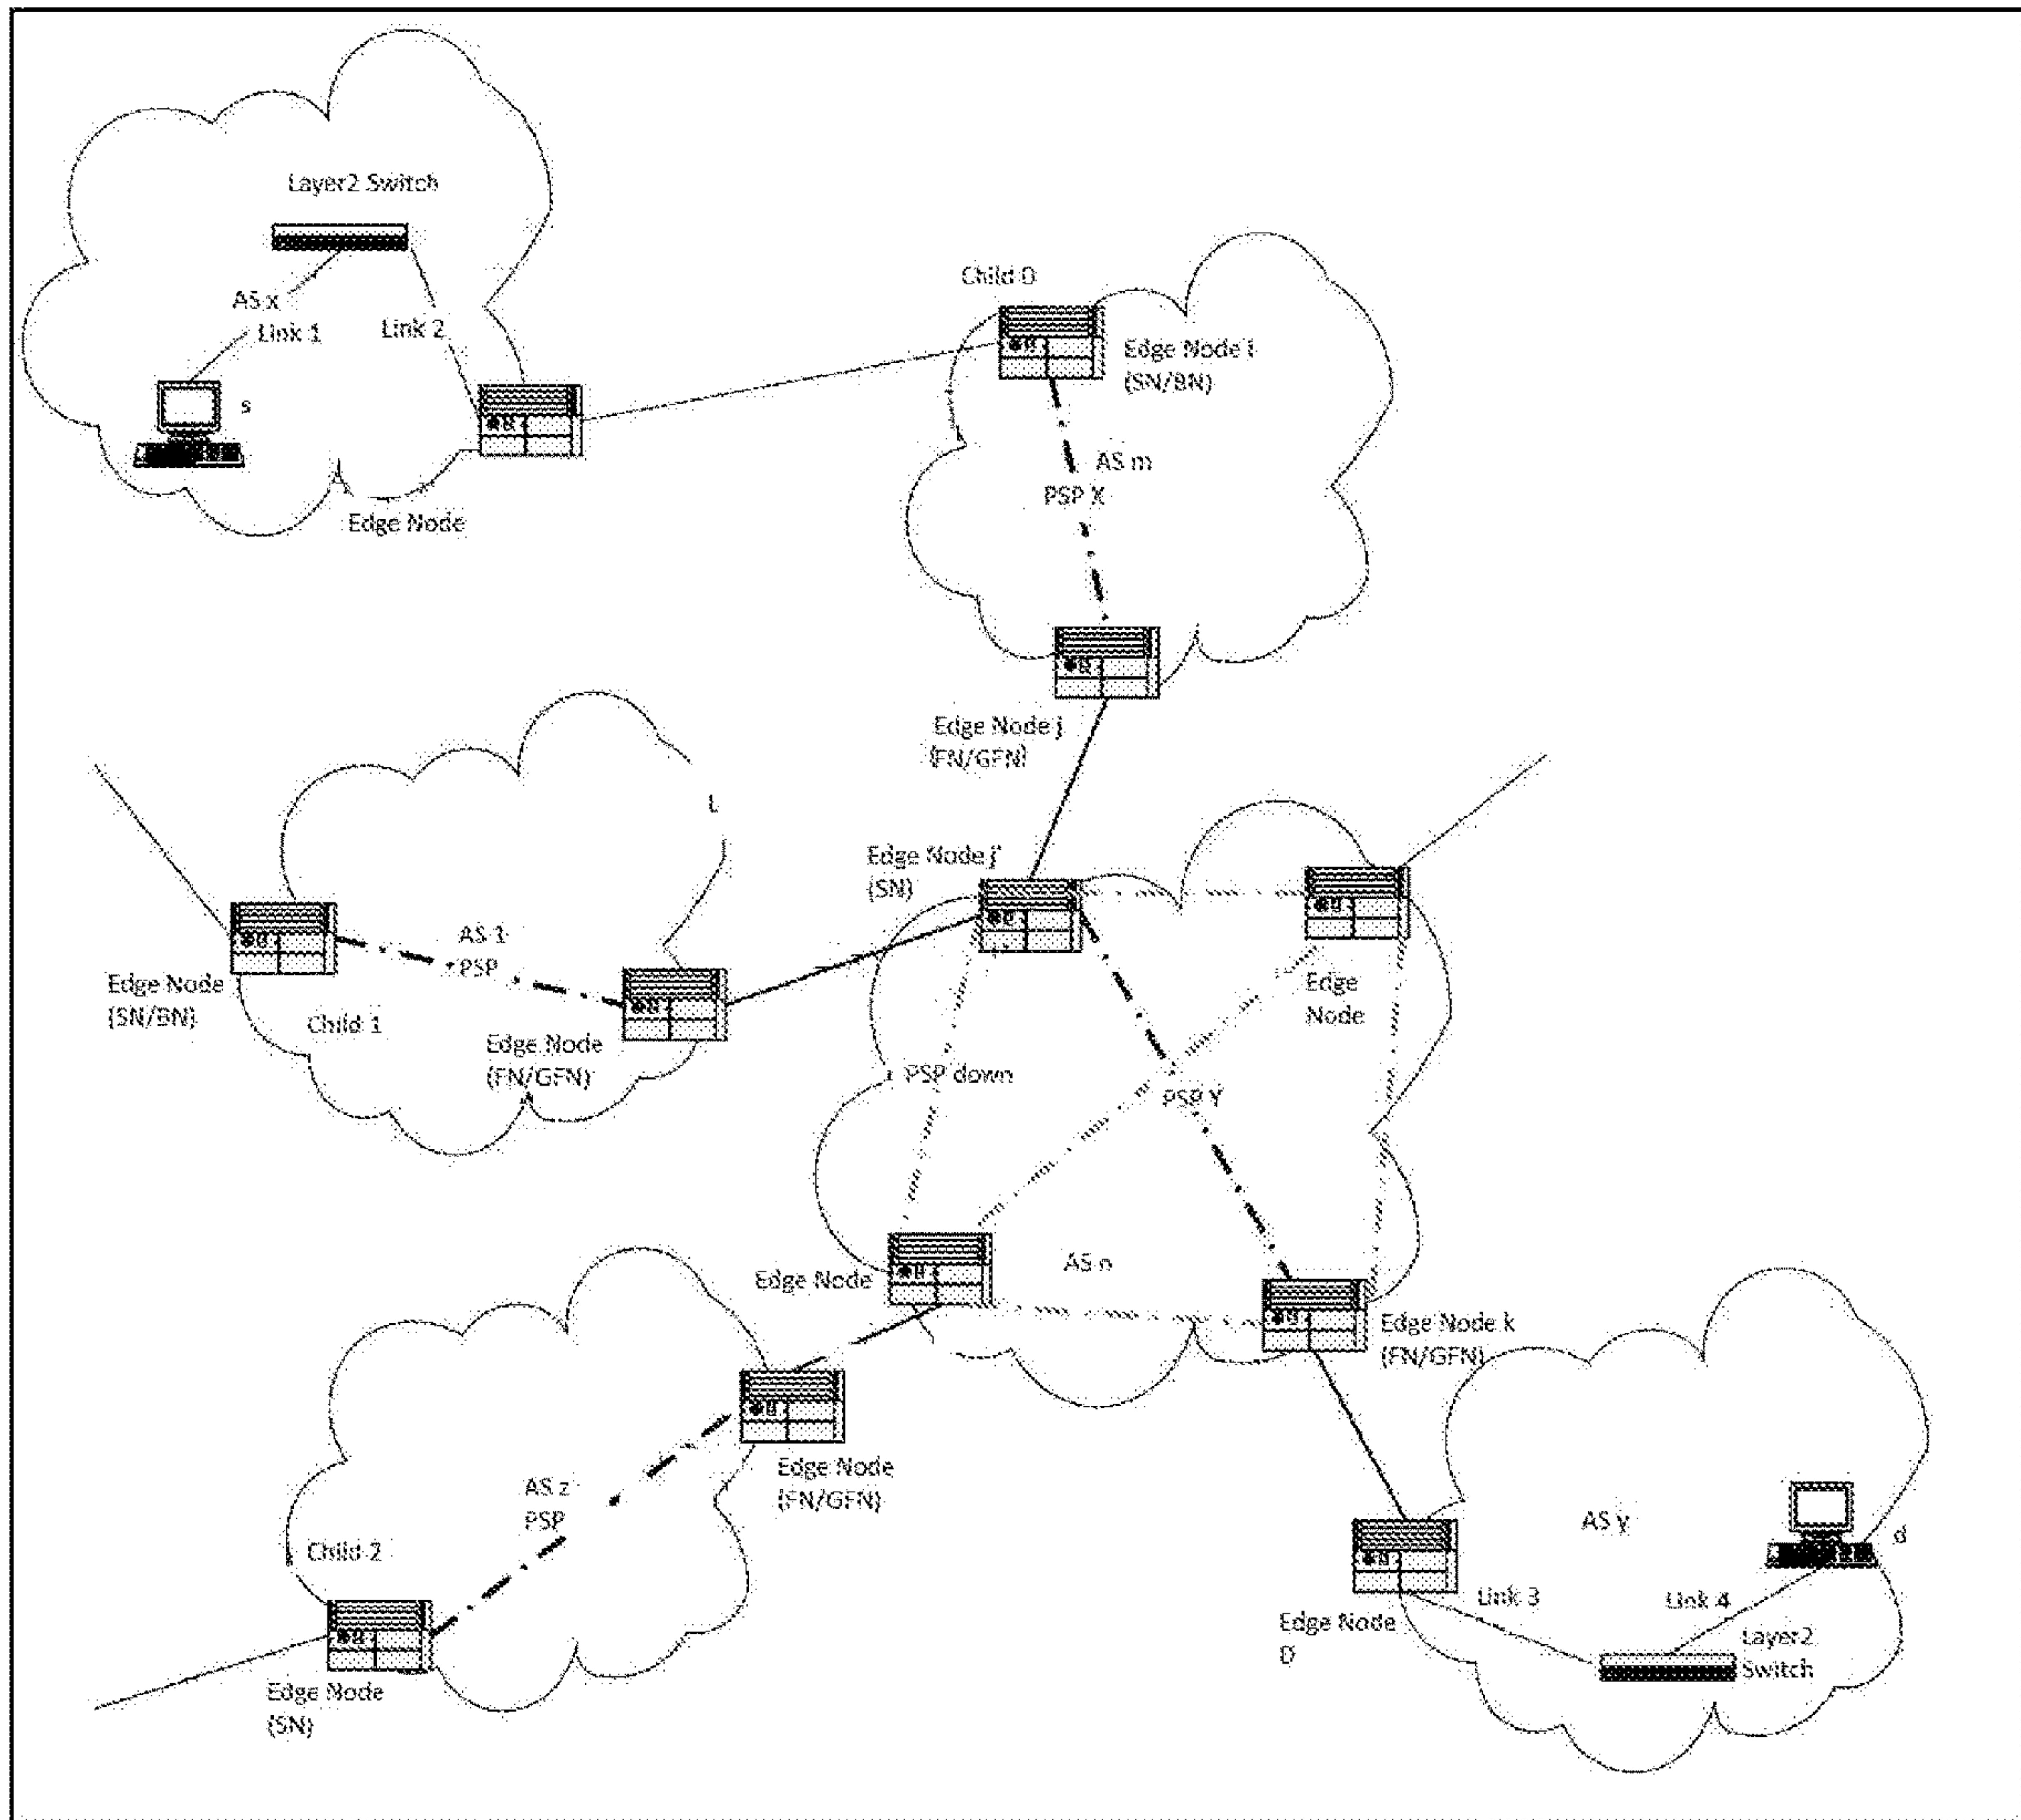 Layer2 Switch
AS x
Link 1
Link 2
s
Edge Node
Child 0
Edge Node i
(SN/BN)
AS m
PSP X
Edge Node j
(FN/GFN)
L
Edge Node j'
(SN)
AS 1
PSP
Edge Node
(SN/BN)
Child 1
Edge Node
(FN/GFN)
Edge
Node
PSP down
PSP Y
Edge Node
AS n
Edge Node k
(FN/GFN)
Edge Node
(FN/GFN)
AS z
PSP
Child 2
Edge Node
(SN)
AS y
d
Link 3
Link 4
Edge Node
D
Layer2
Switch